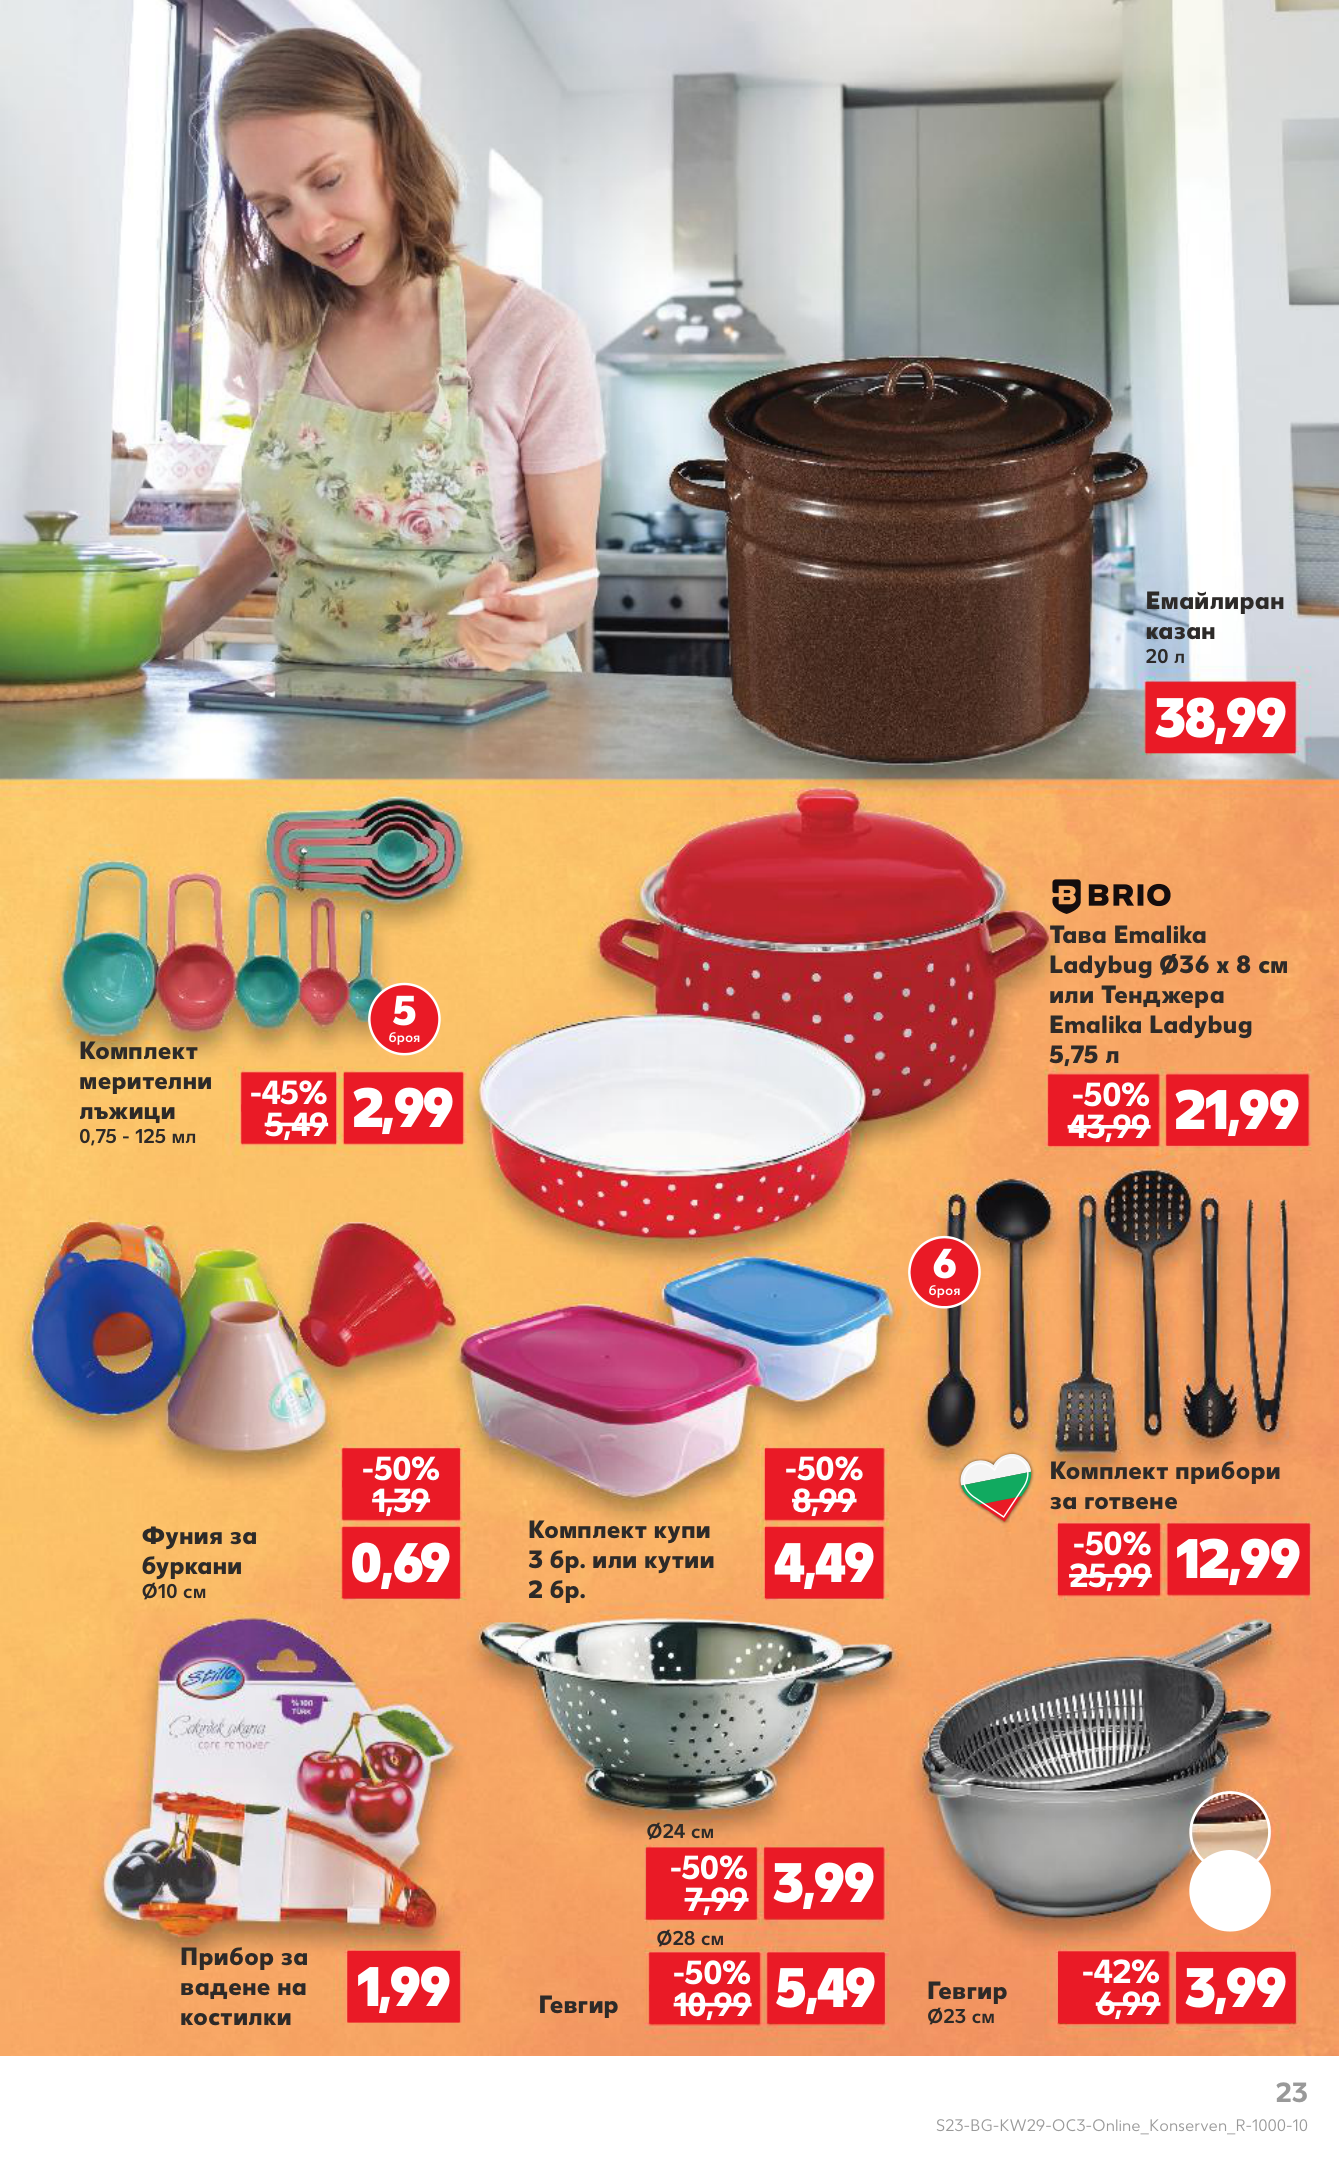 Емайлиран
казан
20 л
38,99
BRIO
Тава Emalika
Ladybug Ø36 x 8 см
или Тенджера
Emalika Ladybug
5,75 л
-50%
43,99
21,99
5
броя
Комплект
мерителни
лъжици
0,75 - 125 мл
-45%
5,49
2,99
6
броя
Комплект прибори
за готвене
-50%
25,99
12,99
Фуния за
буркани
Ø10 см
-50%
1,39
0,69
Комплект купи
3 бр. или кутии
2 бр.
-50%
8,99
4,49
Stillo
%100
TÜRK
Çekirdek çıkarıcı
core remover
Прибор за
вадене на
костилки
1,99
Ø24 см
-50%
7,99
3,99
Ø28 см
Гевгир
-50%
10,99
5,49
Гевгир
Ø23 см
-42%
6,99
3,99
23
S23-BG-KW29-OC3-Online_Konserven_R-1000-10